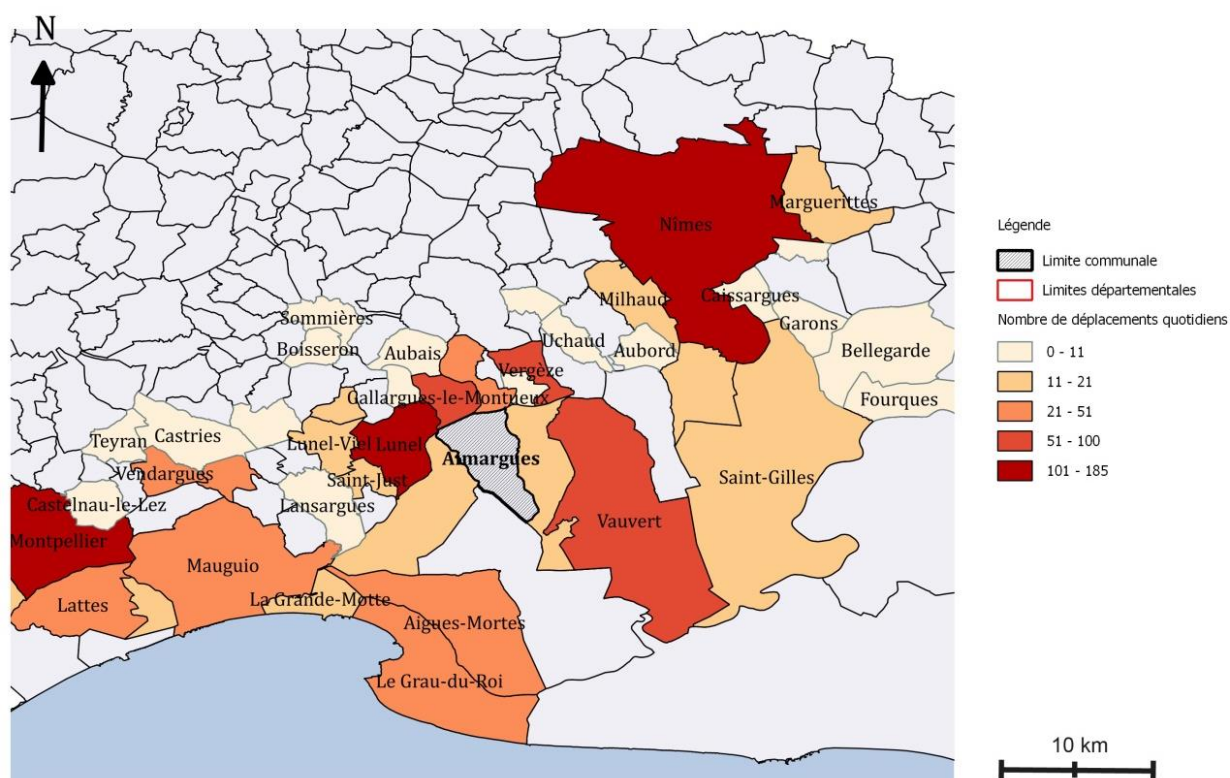 N
Marguerittes
Nîmes
Milhaud
Caissargues
Garons
Sommières
Boisseron
Aubais
Uchaud
Aubord
Bellegarde
Vergèze
Gallargues-le-Montueux
Fourques
Teyran
Castries
Lunel-Viel
Lunel
Aimargues
Vendargues
Saint-Just
Saint-Gilles
Castelnau-le-Lez
Lansargues
Vauvert
Montpellier
Mauguio
Lattes
La Grande-Motte
Aigues-Mortes
Le Grau-du-Roi
Légende
Limite communale
Limites départementales
Nombre de déplacements quotidiens
0 - 11
11 - 21
21 - 51
51 - 100
101 - 185
10 km